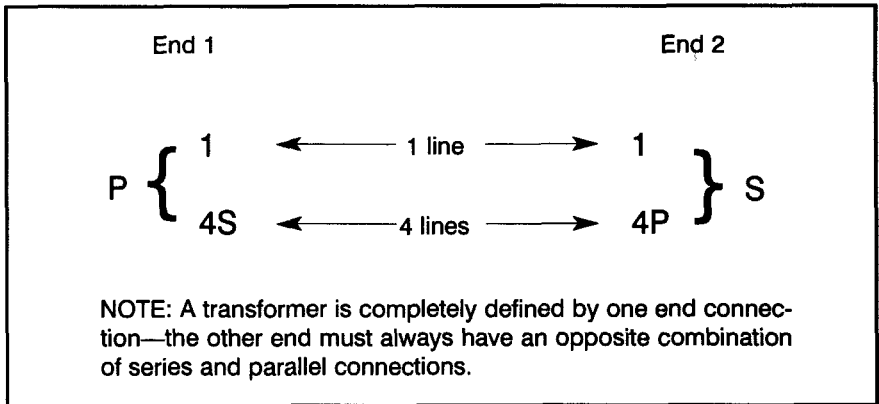 End 1 End 2
1 1 line 1
P { } S
4S 4 lines 4P
NOTE: A transformer is completely defined by one end connec-
tion—the other end must always have an opposite combination
of series and parallel connections.